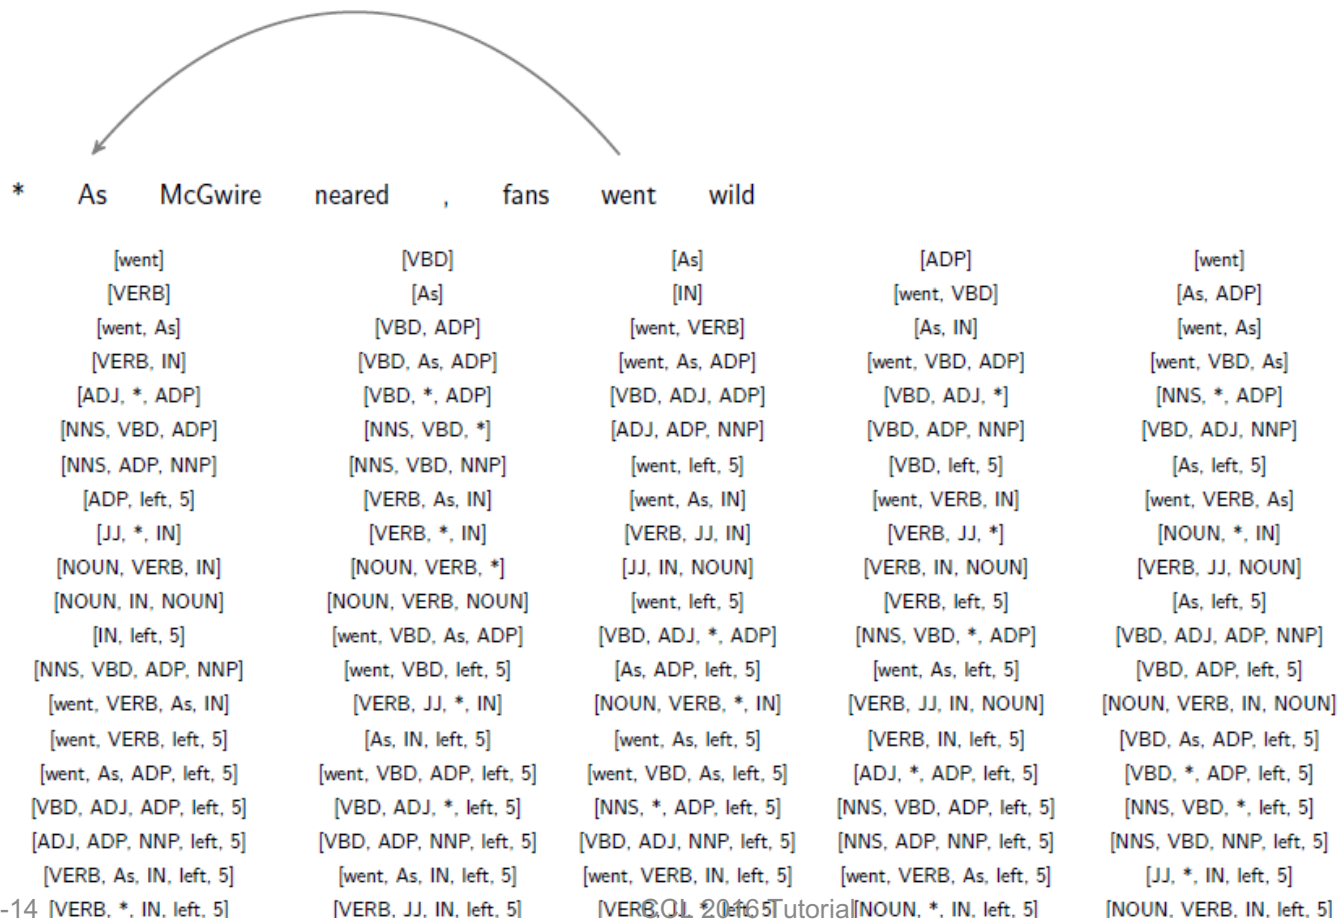 * As McGwire neared , fans went wild
[went] [VBD] [As] [ADP] [went]
[VERB] [As] [IN] [went, VBD] [As, ADP]
[went, As] [VBD, ADP] [went, VERB] [As, IN] [went, As]
[VERB, IN] [VBD, As, ADP] [went, As, ADP] [went, VBD, ADP] [went, VBD, As]
[ADJ, *, ADP] [VBD, *, ADP] [VBD, ADJ, ADP] [VBD, ADJ, *] [NNS, *, ADP]
[NNS, VBD, ADP] [NNS, VBD, *] [ADJ, ADP, NNP] [VBD, ADP, NNP] [VBD, ADJ, NNP]
[NNS, ADP, NNP] [NNS, VBD, NNP] [went, left, 5] [VBD, left, 5] [As, left, 5]
[ADP, left, 5] [VERB, As, IN] [went, As, IN] [went, VERB, IN] [went, VERB, As]
[JJ, *, IN] [VERB, *, IN] [VERB, JJ, IN] [VERB, JJ, *] [NOUN, *, IN]
[NOUN, VERB, IN] [NOUN, VERB, *] [JJ, IN, NOUN] [VERB, IN, NOUN] [VERB, JJ, NOUN]
[NOUN, IN, NOUN] [NOUN, VERB, NOUN] [went, left, 5] [VERB, left, 5] [As, left, 5]
[IN, left, 5] [went, VBD, As, ADP] [VBD, ADJ, *, ADP] [NNS, VBD, *, ADP] [VBD, ADJ, ADP, NNP]
[NNS, VBD, ADP, NNP] [went, VBD, left, 5] [As, ADP, left, 5] [went, As, left, 5] [VBD, ADP, left, 5]
[went, VERB, As, IN] [VERB, JJ, *, IN] [NOUN, VERB, *, IN] [VERB, JJ, IN, NOUN] [NOUN, VERB, IN, NOUN]
[went, VERB, left, 5] [As, IN, left, 5] [went, As, left, 5] [VERB, IN, left, 5] [VBD, As, ADP, left, 5]
[went, As, ADP, left, 5] [went, VBD, ADP, left, 5] [went, VBD, As, left, 5] [ADJ, *, ADP, left, 5] [VBD, *, ADP, left, 5]
[VBD, ADJ, ADP, left, 5] [VBD, ADJ, *, left, 5] [NNS, *, ADP, left, 5] [NNS, VBD, ADP, left, 5] [NNS, VBD, *, left, 5]
[ADJ, ADP, NNP, left, 5] [VBD, ADP, NNP, left, 5] [VBD, ADJ, NNP, left, 5] [NNS, ADP, NNP, left, 5] [NNS, VBD, NNP, left, 5]
[VERB, As, IN, left, 5] [went, As, IN, left, 5] [went, VERB, IN, left, 5] [went, VERB, As, left, 5] [JJ, *, IN, left, 5]
-14 [VERB, *, IN, left, 5] [VERB, JJ, IN, left, 5] [VERB, JJ, *, left, 5] [NOUN, *, IN, left, 5] [NOUN, VERB, IN, left, 5]
CCL 2016 Tutorial